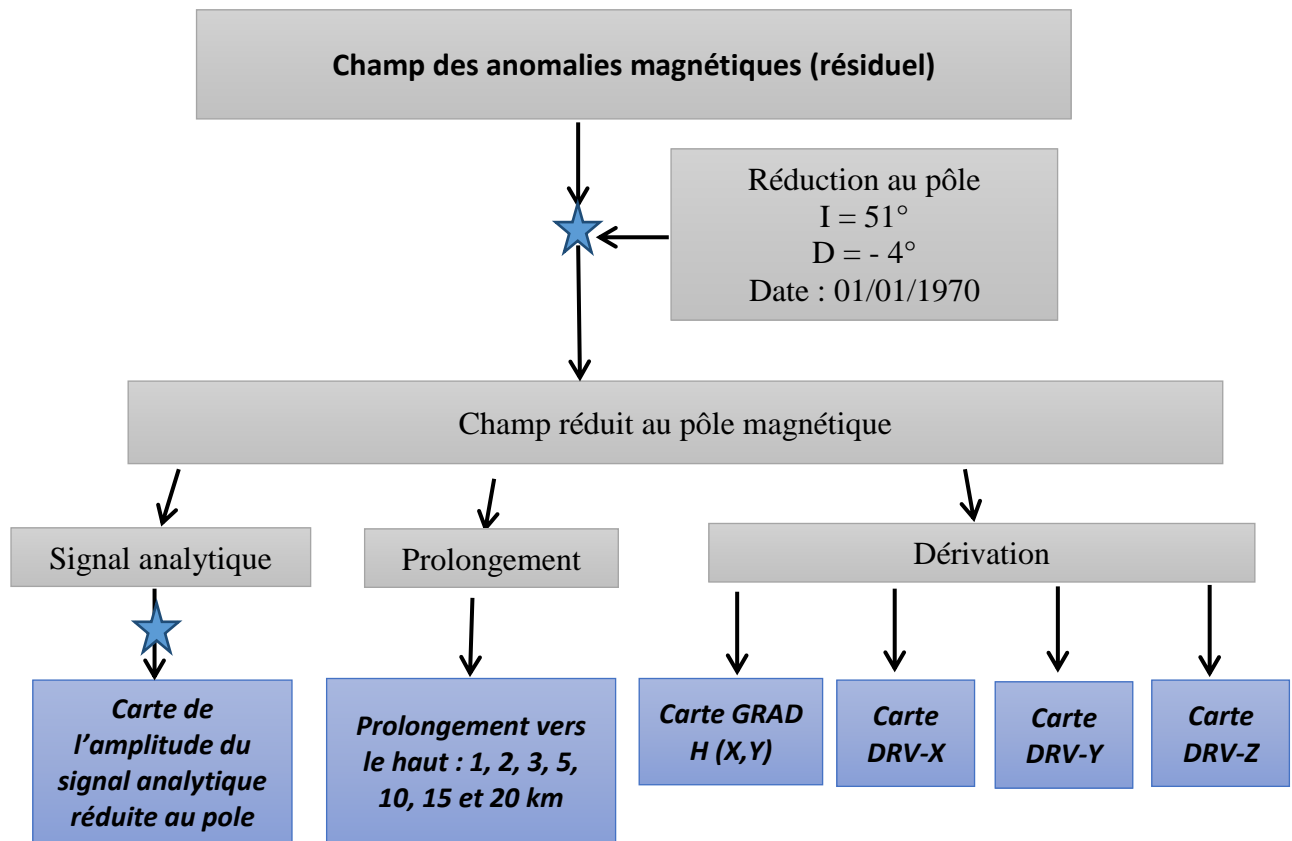 Champ des anomalies magnétiques (résiduel)
Réduction au pôle
I = 51°
D = - 4°
Date : 01/01/1970
Champ réduit au pôle magnétique
Signal analytique
Prolongement
Dérivation
Carte de
l’amplitude du
signal analytique
réduite au pole
Prolongement vers
le haut : 1, 2, 3, 5,
10, 15 et 20 km
Carte GRAD
H (X,Y)
Carte
DRV-X
Carte
DRV-Y
Carte
DRV-Z